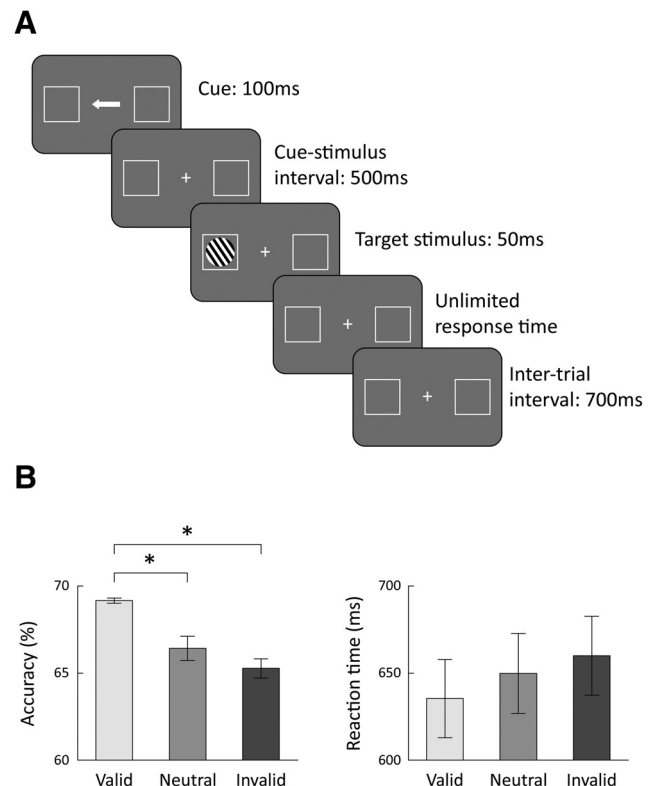 A
Cue: 100ms
Cue-stimulus
interval: 500ms
Target stimulus: 50ms
Unlimited
response time
Inter-trial
interval: 700ms
B
*
*
Accuracy (%)
70
65
60
Valid Neutral Invalid
Reaction time (ms)
700
650
600
Valid Neutral Invalid